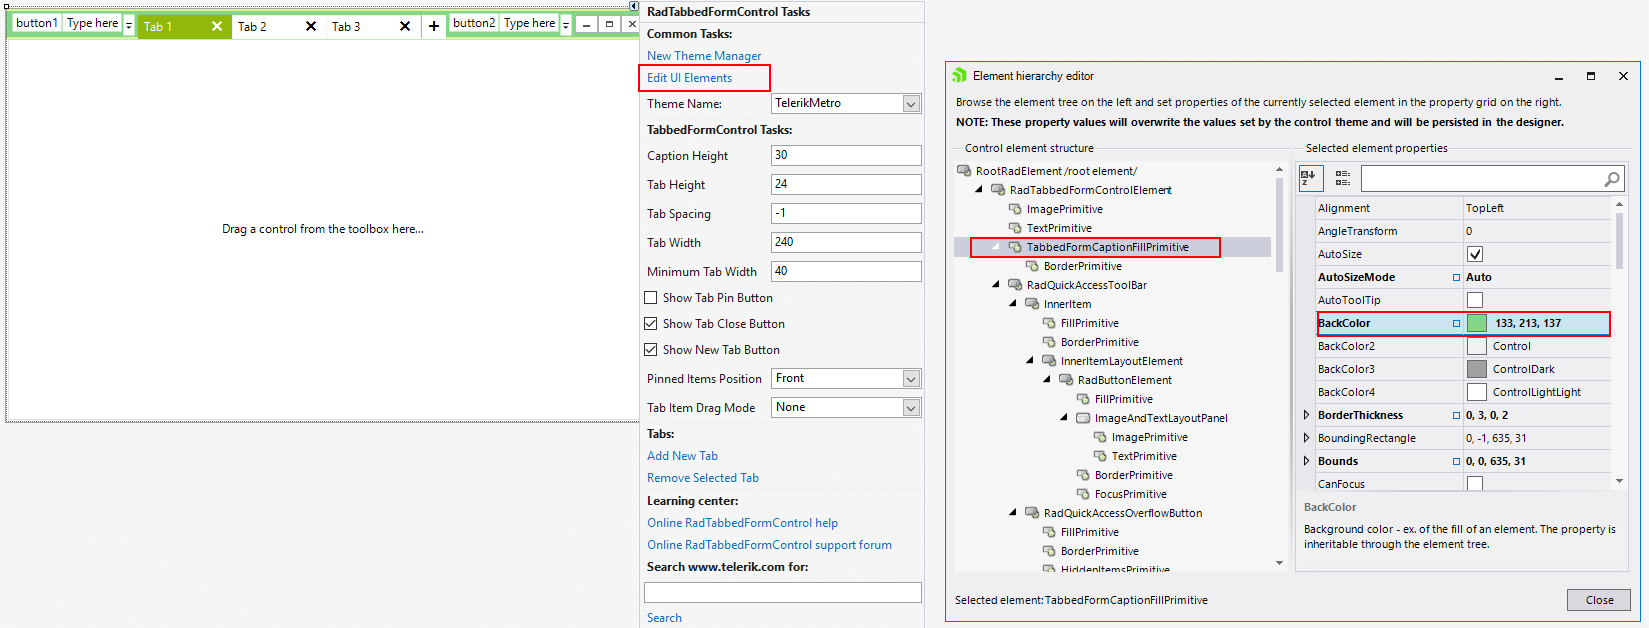 button1 Type here Tab 1 Tab 2 Tab 3 button2 Type here
Drag a control from the toolbox here...
RadTabbedFormControl Tasks
Common Tasks:
New Theme Manager
Edit UI Elements
Theme Name: TelerikMetro
TabbedFormControl Tasks:
Caption Height 30
Tab Height 24
Tab Spacing -1
Tab Width 240
Minimum Tab Width 40
Show Tab Pin Button
Show Tab Close Button
Show New Tab Button
Pinned Items Position Front
Tab Item Drag Mode None
Tabs:
Add New Tab
Remove Selected Tab
Learning center:
Online RadTabbedFormControl help
Online RadTabbedFormControl support forum
Search www.telerik.com for:
Search
Element hierarchy editor
Browse the element tree on the left and set properties of the currently selected element in the property grid on the right.
NOTE: These property values will overwrite the values set by the control theme and will be persisted in the designer.
Control element structure
RootRadElement /root element/
RadTabbedFormControlElement
ImagePrimitive
TextPrimitive
TabbedFormCaptionFillPrimitive
BorderPrimitive
RadQuickAccessToolBar
InnerItem
FillPrimitive
BorderPrimitive
InnerItemLayoutElement
RadButtonElement
FillPrimitive
ImageAndTextLayoutPanel
ImagePrimitive
TextPrimitive
BorderPrimitive
FocusPrimitive
RadQuickAccessOverflowButton
FillPrimitive
BorderPrimitive
HiddenItemsPrimitive
Selected element properties
Alignment TopLeft
AngleTransform 0
AutoSize
AutoSizeMode Auto
AutoToolTip
BackColor 133, 213, 137
BackColor2 Control
BackColor3 ControlDark
BackColor4 ControlLightLight
BorderThickness 0, 3, 0, 2
BoundingRectangle 0, -1, 635, 31
Bounds 0, 0, 635, 31
CanFocus
BackColor
Background color - ex. of the fill of an element. The property is
inheritable through the element tree.
Selected element: TabbedFormCaptionFillPrimitive
Close